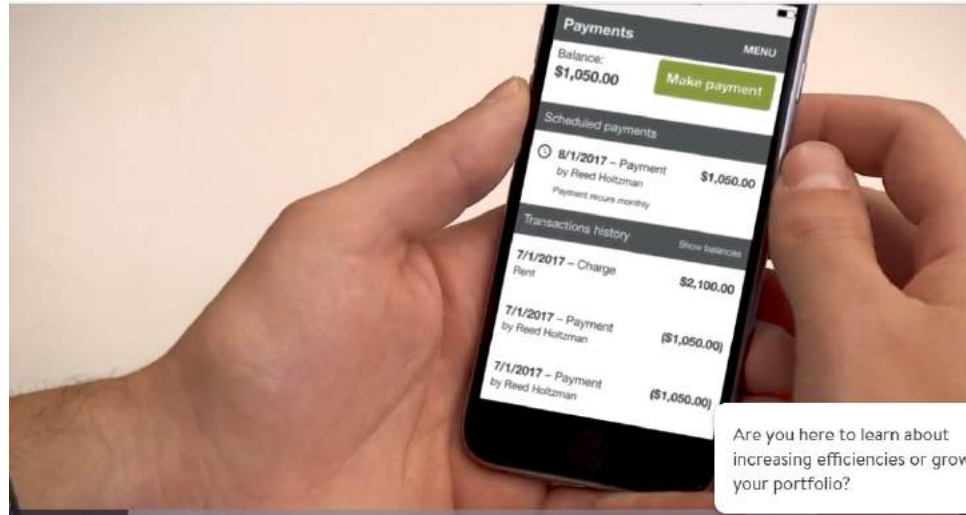 Payments
MENU
Balance:
$1,050.00
Make payment
Scheduled payments
8/1/2017 – Payment $1,050.00
by Reed Holtzman
Payment recurs monthly
Transactions history Show balances
7/1/2017 – Charge $2,100.00
Rent
7/1/2017 – Payment ($1,050.00)
by Reed Holtzman
7/1/2017 – Payment ($1,050.00)
by Reed Holtzman
Are you here to learn about
increasing efficiencies or grow
your portfolio?